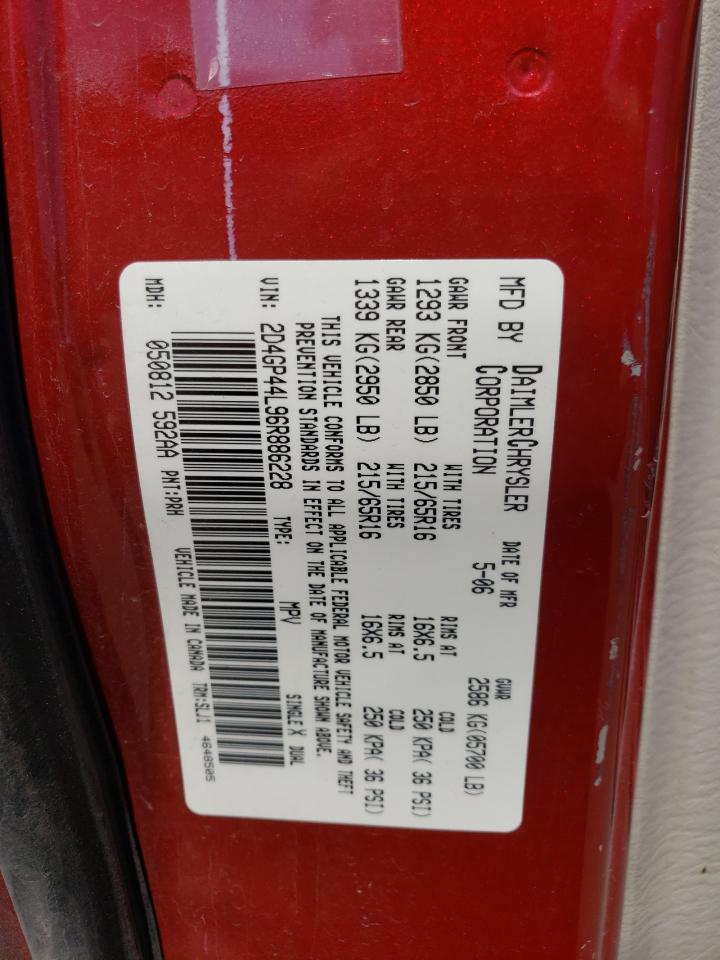 MFD BY DAIMLERCHRYSLER CORPORATION
DATE OF MFR 5-06
GVWR 2586 KG(05700 LB)
GAWR FRONT WITH TIRES RIMS AT COLD
1293 KG(2850 LB) 215/65R16 16X6.5 250 KPA( 36 PSI)
GAWR REAR WITH TIRES RIMS AT COLD
1339 KG(2950 LB) 215/65R16 16X6.5 250 KPA( 36 PSI)
THIS VEHICLE CONFORMS TO ALL APPLICABLE FEDERAL MOTOR VEHICLE SAFETY AND THEFT
PREVENTION STANDARDS IN EFFECT ON THE DATE OF MANUFACTURE SHOWN ABOVE.
VIN: 2D4GP44L96R886228 TYPE: MPV SINGLE X DUAL
MDH: 050812 592AA PNT:PRH VEHICLE MADE IN CANADA TRM:SLJ1 4648505